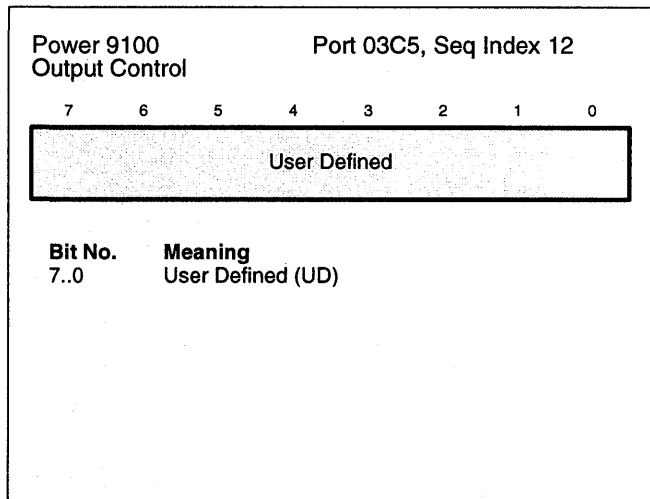 Power 9100 Port 03C5, Seq Index 12
Output Control
7 6 5 4 3 2 1 0
User Defined
Bit No. Meaning
7..0 User Defined (UD)